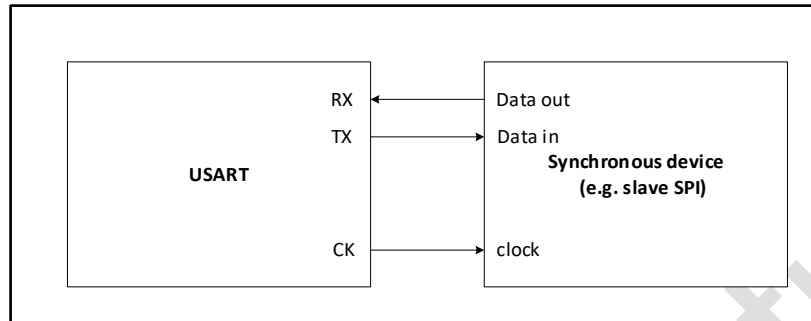 RX
Data out
TX
Data in
USART
Synchronous device
(e.g. slave SPI)
CK
clock